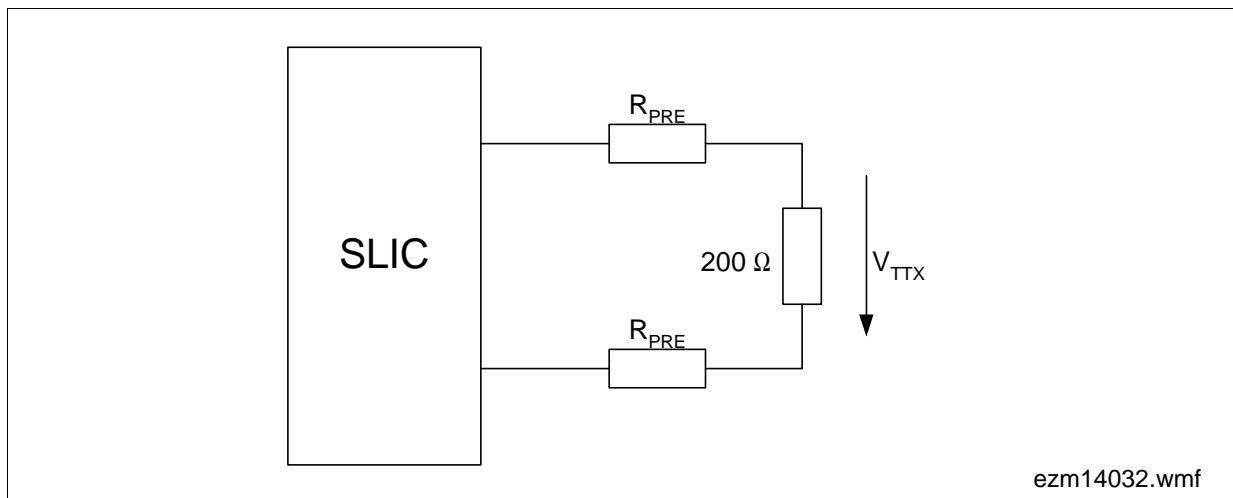 R_PRE
SLIC
200 Ω
V_TTX
R_PRE
ezm14032.wmf